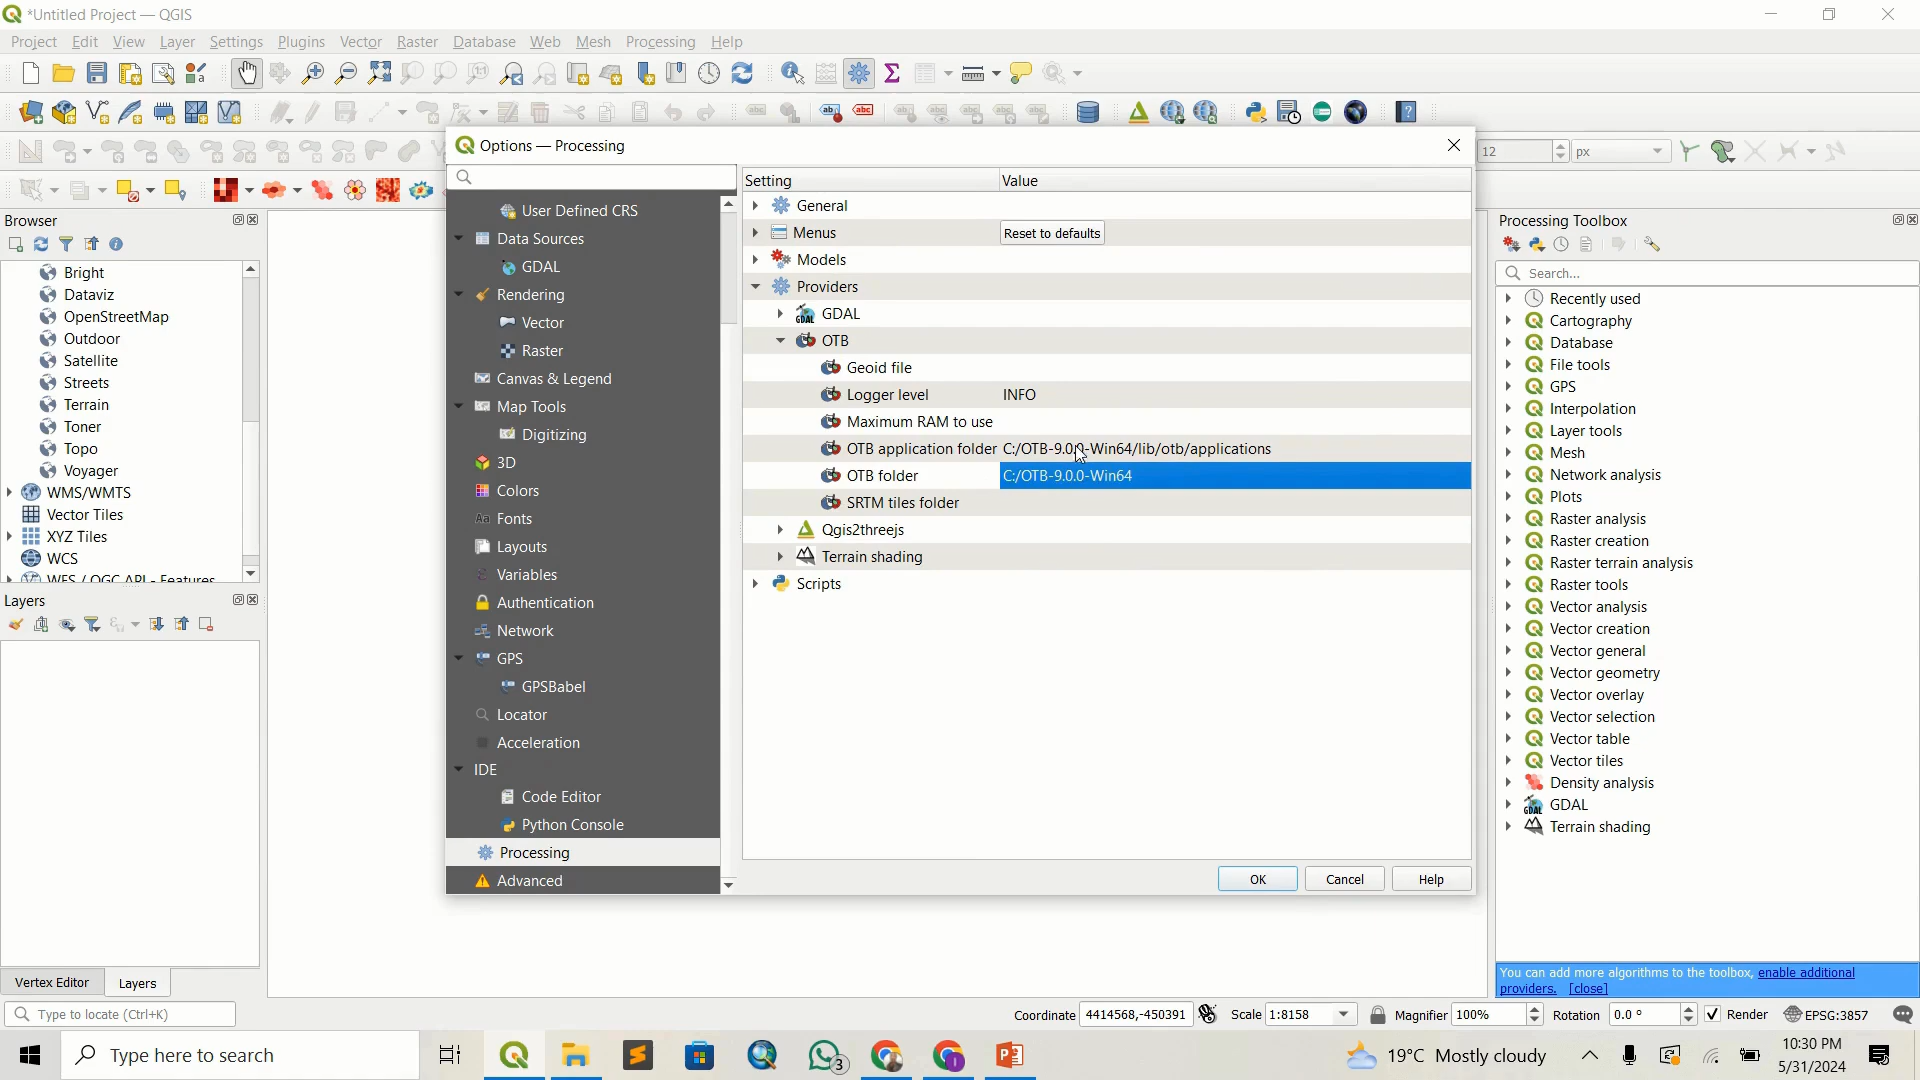 *Untitled Project — QGIS
Project Edit View Layer Settings Plugins Vector Raster Database Web Mesh Processing Help
12 px
Browser
Bright
Dataviz
OpenStreetMap
Outdoor
Satellite
Streets
Terrain
Toner
Topo
Voyager
WMS/WMTS
Vector Tiles
XYZ Tiles
WCS
WFS / OGC API - Features
Layers
Vertex Editor Layers
Options — Processing
User Defined CRS
Data Sources
GDAL
Rendering
Vector
Raster
Canvas & Legend
Map Tools
Digitizing
3D
Colors
Fonts
Layouts
Variables
Authentication
Network
GPS
GPSBabel
Locator
Acceleration
IDE
Code Editor
Python Console
Processing
Advanced
Setting Value
General
Menus Reset to defaults
Models
Providers
GDAL
OTB
Geoid file
Logger level INFO
Maximum RAM to use
OTB application folder C:/OTB-9.0.0-Win64/lib/otb/applications
OTB folder C:/OTB-9.0.0-Win64
SRTM tiles folder
Qgis2threejs
Terrain shading
Scripts
OK Cancel Help
Processing Toolbox
Search...
Recently used
Cartography
Database
File tools
GPS
Interpolation
Layer tools
Mesh
Network analysis
Plots
Raster analysis
Raster creation
Raster terrain analysis
Raster tools
Vector analysis
Vector creation
Vector general
Vector geometry
Vector overlay
Vector selection
Vector table
Vector tiles
Density analysis
GDAL
Terrain shading
You can add more algorithms to the toolbox, enable additional
providers. [close]
Type to locate (Ctrl+K) Coordinate 4414568,-450391 Scale 1:8158 Magnifier 100% Rotation 0.0 ° Render EPSG:3857
Type here to search 3 19°C Mostly cloudy 10:30 PM
5/31/2024